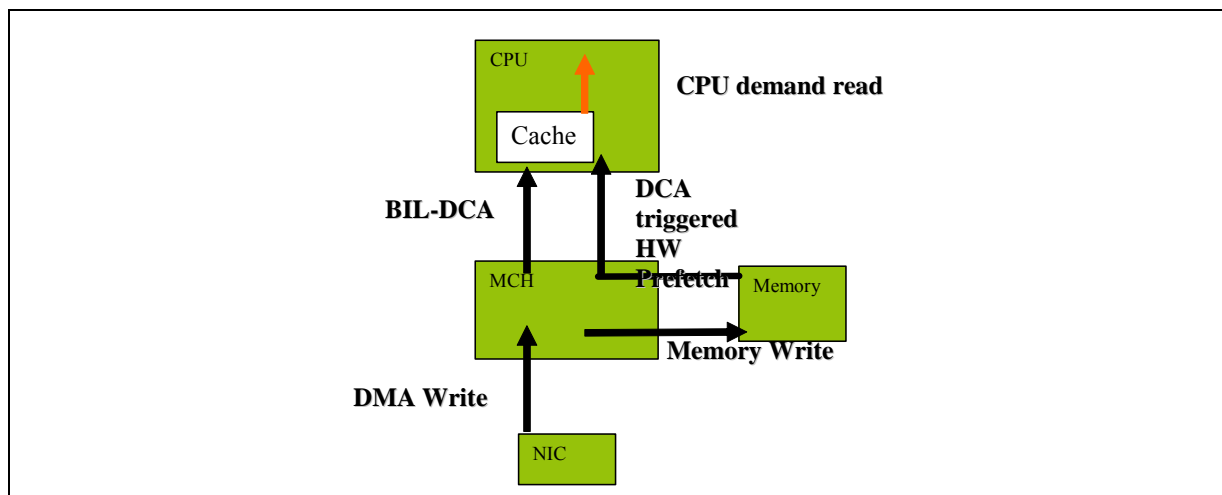 CPU
CPU demand read
Cache
BIL-DCA
DCA
triggered
HW
Prefetch
MCH
Memory
Memory Write
DMA Write
NIC